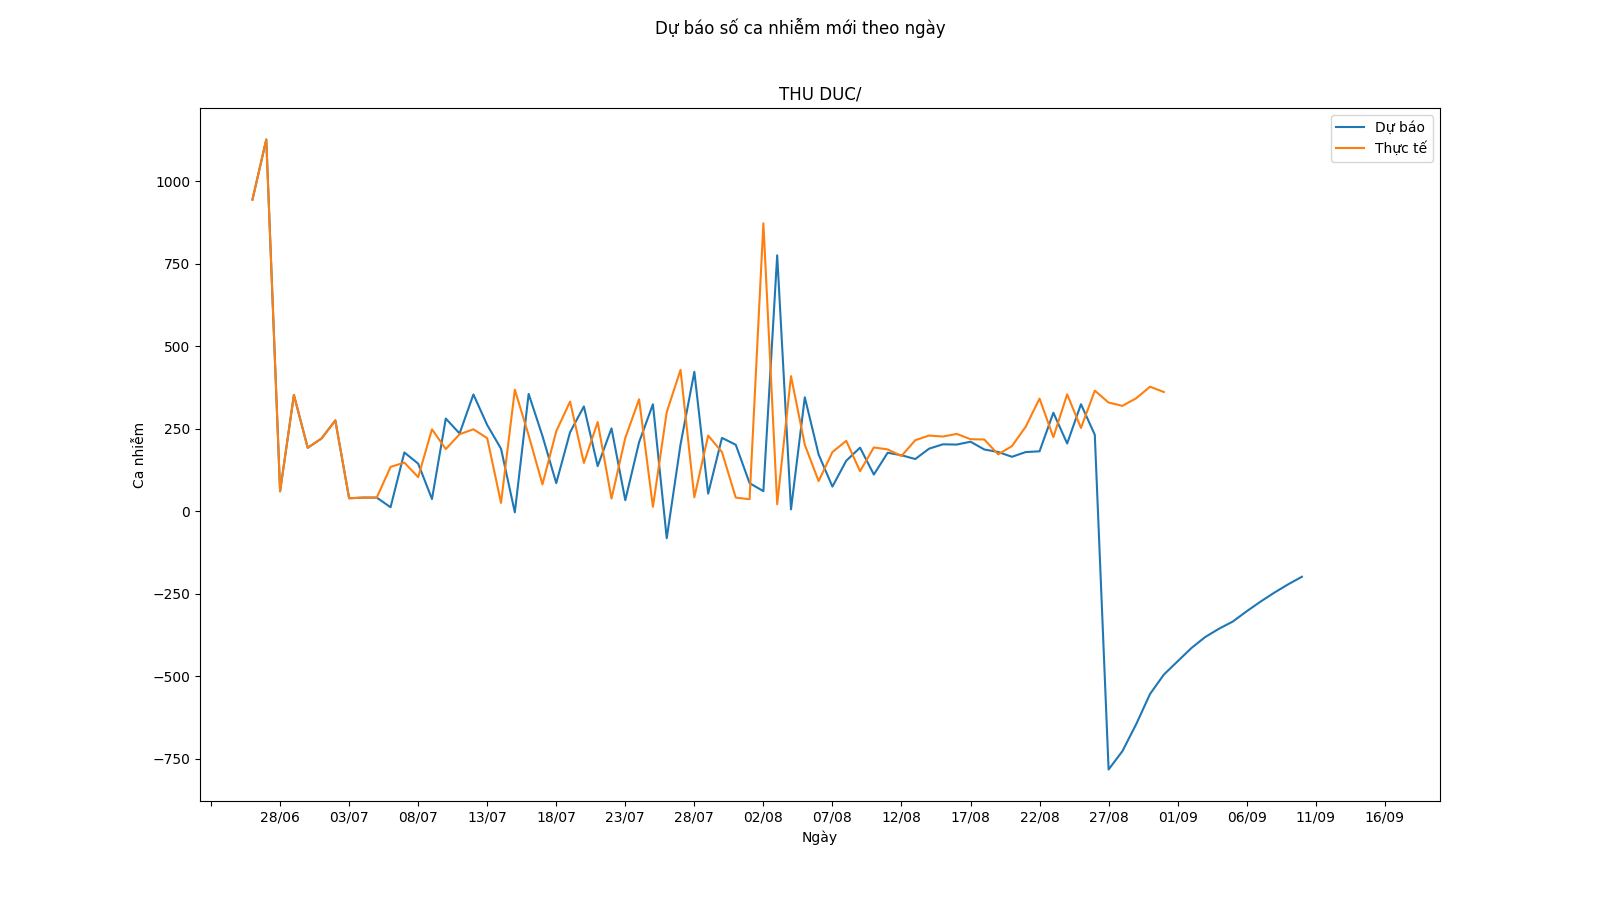 Dự báo số ca nhiễm mới theo ngày
THU DUC/
Dự báo
Thực tế
1000
750
500
250
0
−250
−500
−750
Ca nhiễm
28/06 03/07 08/07 13/07 18/07 23/07 28/07 02/08 07/08 12/08 17/08 22/08 27/08 01/09 06/09 11/09 16/09
Ngày